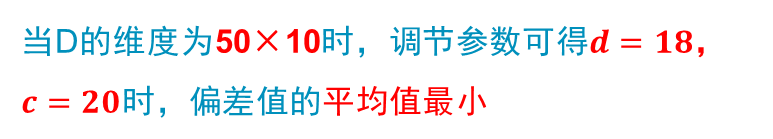 当D的维度为50×10时，调节参数可得d = 18，
c = 20时，偏差值的平均值最小